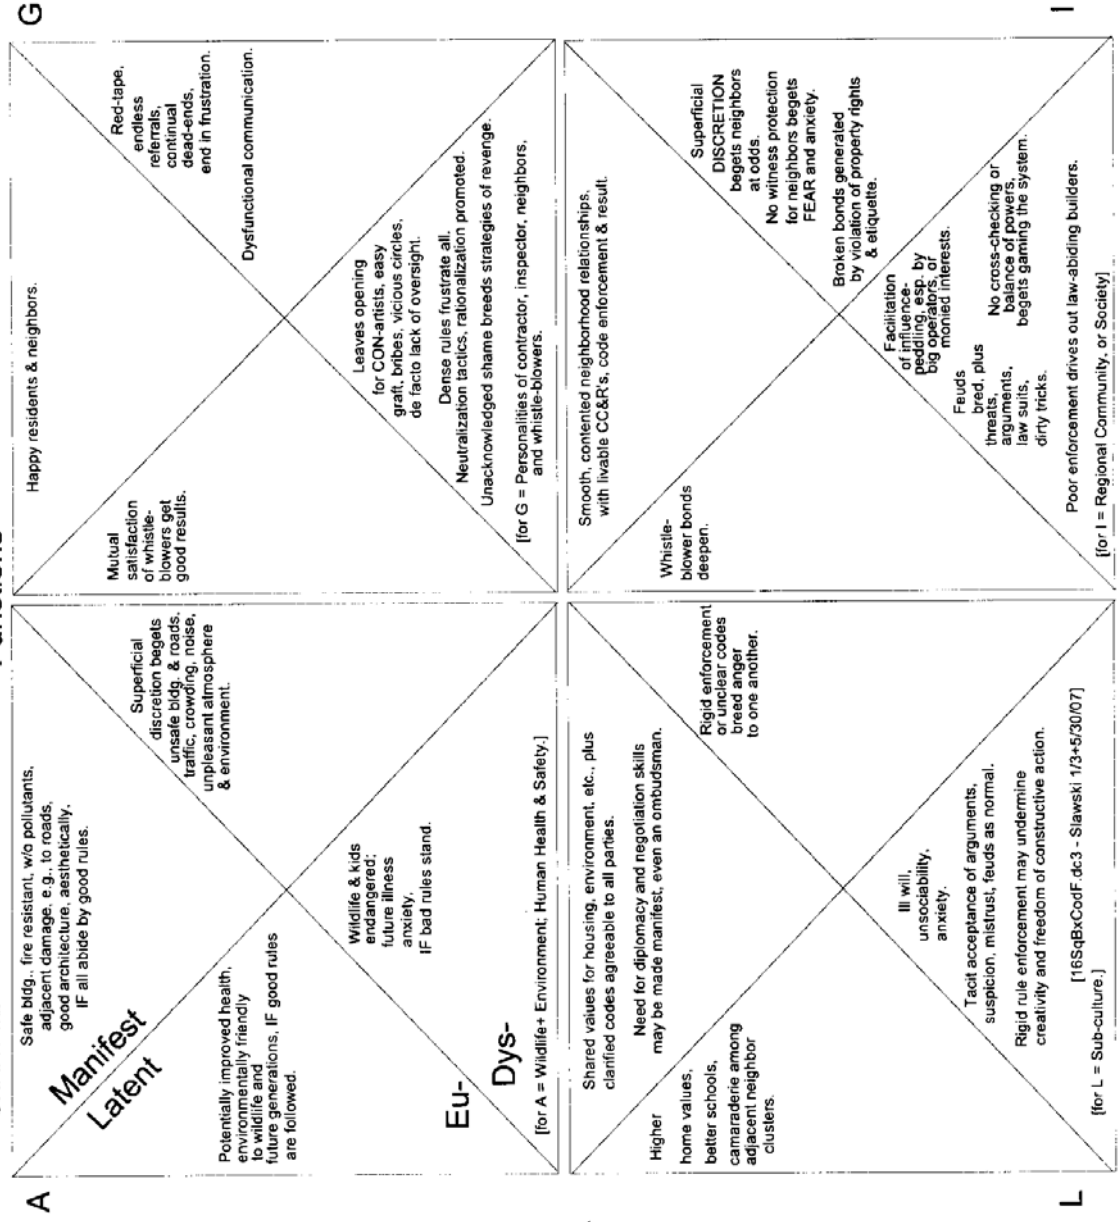 A
G
Safe bldg., fire resistant, w/o pollutants,
adjacent damage, e.g., to roads,
good architecture, aesthetically,
IF all abide by good rules.
Manifest
Latent
Superficial
discretion begets
unsafe bldg. & roads,
traffic, crowding, noise,
unpleasant atmosphere
& environment.
Potentially improved health,
environmentally friendly
to wildlife and
future generations, IF good rules
are followed.
Wildlife & kids
endangered;
future illness
anxiety,
IF bad rules stand.
Eu-
Dys-
[for A = Wildlife+ Environment; Human Health & Safety.]
Happy residents & neighbors.
Mutual
satisfaction
of whistle-
blowers get
good results.
Red-tape,
endless
referrals,
continual
dead-ends,
end in frustration.
Dysfunctional communication.
Leaves opening
for CON-artists, easy
graft, bribes, vicious circles,
de facto lack of oversight.
Dense rules frustrate all.
Neutralization tactics, rationalization promoted.
Unacknowledged shame breeds strategies of revenge.
[for G = Personalities of contractor, inspector, neighbors,
and whistle-blowers.
Shared values for housing, environment, etc., plus
clarified codes agreeable to all parties.
Need for diplomacy and negotiation skills
may be made manifest, even an ombudsman.
Higher
home values,
better schools,
camaraderie among
adjacent neighbor
clusters.
Rigid enforcement
or unclear codes
breed anger
to one another.
Ill will,
unsociability,
anxiety.
Tacit acceptance of arguments,
suspicion, mistrust, feuds as normal.
Rigid rule enforcement may undermine
creativity and freedom of constructive action.
[16SqBxCodF.dc3 - Slawski 1/3+5/30/07]
[for L = Sub-culture.]
Smooth, contented neighborhood relationships,
with livable CC&R's, code enforcement & result.
Whistle-
blower bonds
deepen.
Superficial
DISCRETION
begets neighbors
at odds.
No witness protection
for neighbors begets
FEAR and anxiety.
Broken bonds generated
by violation of property rights
& etiquette.
Facilitation
of influence-
peddling, esp. by
big operators, or
monied interests.
Feuds
bred, plus
threats,
arguments,
law suits,
dirty tricks.
No cross-checking or
balance of powers,
begets gaming the system.
Poor enforcement drives out law-abiding builders.
[for I = Regional Community, or Society]
L
I